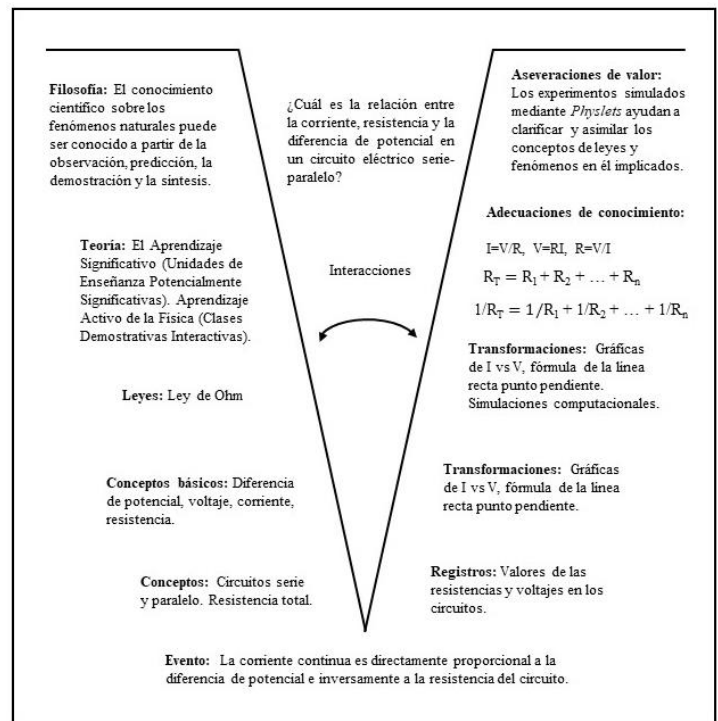 Filosofía: El conocimiento
científico sobre los
fenómenos naturales puede
ser conocido a partir de la
observación, predicción, la
demostración y la síntesis.
Teoría: El Aprendizaje
Significativo (Unidades de
Enseñanza Potencialmente
Significativas). Aprendizaje
Activo de la Física (Clases
Demostrativas Interactivas).
Leyes: Ley de Ohm
Conceptos básicos: Diferencia
de potencial, voltaje, corriente,
resistencia.
Conceptos: Circuitos serie
y paralelo. Resistencia total.
¿Cuál es la relación entre
la corriente, resistencia y la
diferencia de potencial en
un circuito eléctrico serie-
paralelo?
Interacciones
Aseveraciones de valor:
Los experimentos simulados
mediante Physlets ayudan a
clarificar y asimilar los
conceptos de leyes y
fenómenos en él implicados.
Adecuaciones de conocimiento:
I=V/R, V=RI, R=V/I
R_T = R_1 + R_2 + … + R_n
1/R_T = 1/R_1 + 1/R_2 + … + 1/R_n
Transformaciones: Gráficas
de I vs V, fórmula de la línea
recta punto pendiente.
Simulaciones computacionales.
Transformaciones: Gráficas
de I vs V, fórmula de la línea
recta punto pendiente.
Registros: Valores de las
resistencias y voltajes en los
circuitos.
Evento: La corriente continua es directamente proporcional a la
diferencia de potencial e inversamente a la resistencia del circuito.